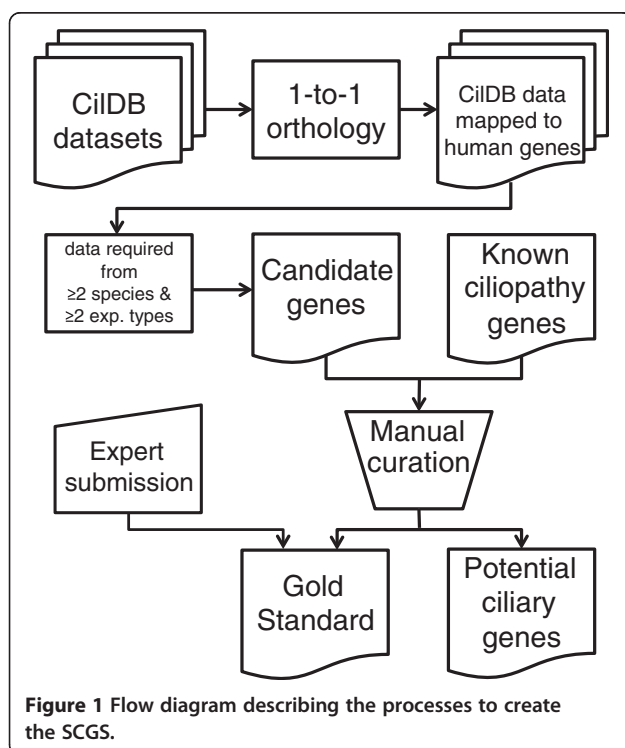 CilDB
datasets
1-to-1
orthology
CilDB data
mapped to
human genes
data required
from
≥2 species &
≥2 exp. types
Candidate
genes
Known
ciliopathy
genes
Expert
submission
Manual
curation
Gold
Standard
Potential
ciliary
genes
Figure 1 Flow diagram describing the processes to create
the SCGS.